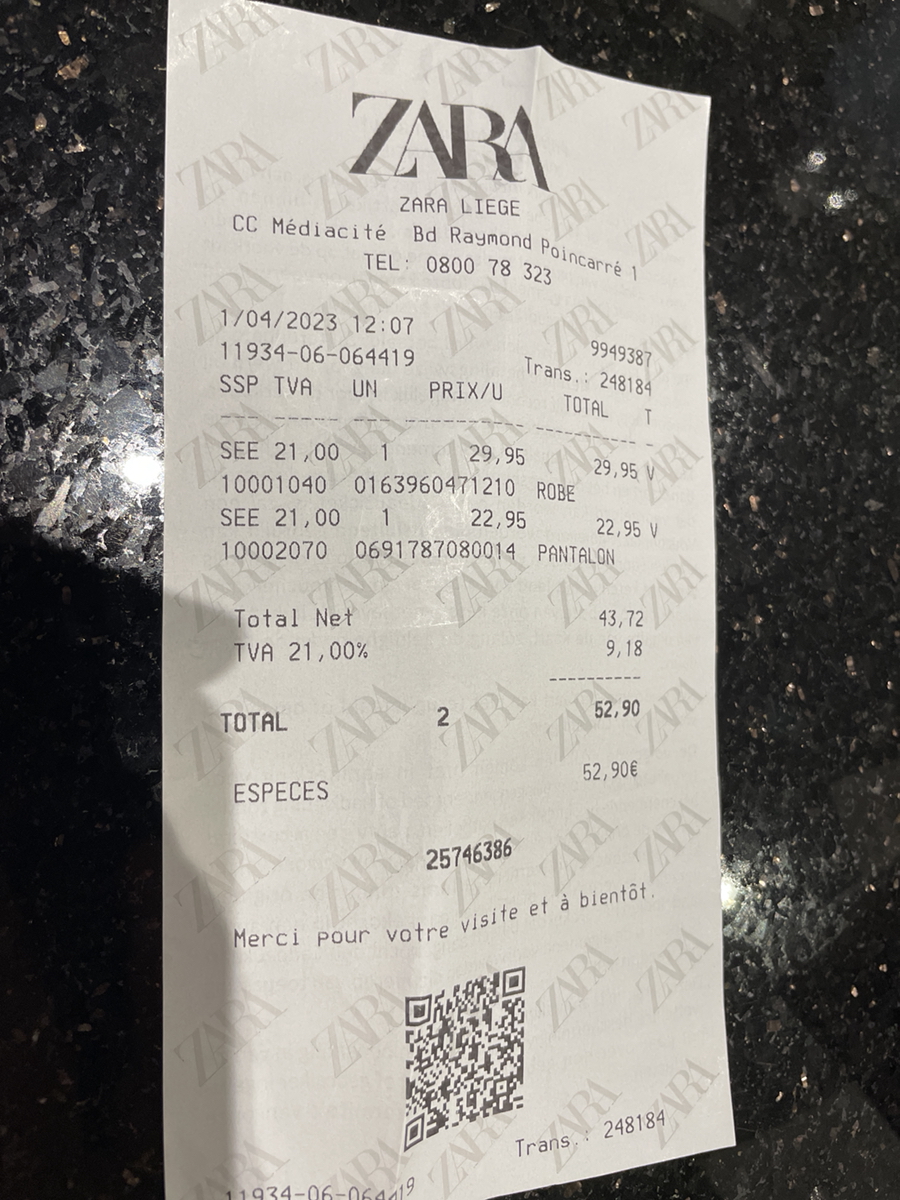 ZARA
ZARA LIEGE
CC Médiacité Bd Raymond Poincarré 1
TEL: 0800 78 323
1/04/2023 12:07 9949387
11934-06-064419 Trans.: 248184
SSP TVA UN PRIX/U TOTAL T
SEE 21,00 1 29,95 29,95 V
10001040 0163960471210 ROBE
SEE 21,00 1 22,95 22,95 V
10002070 0691787080014 PANTALON
Total Net 43,72
TVA 21,00% 9,18
TOTAL 2 52,90
ESPECES 52,90€
25746386
Merci pour votre visite et à bientôt.
Trans.: 248184
11934-06-064419